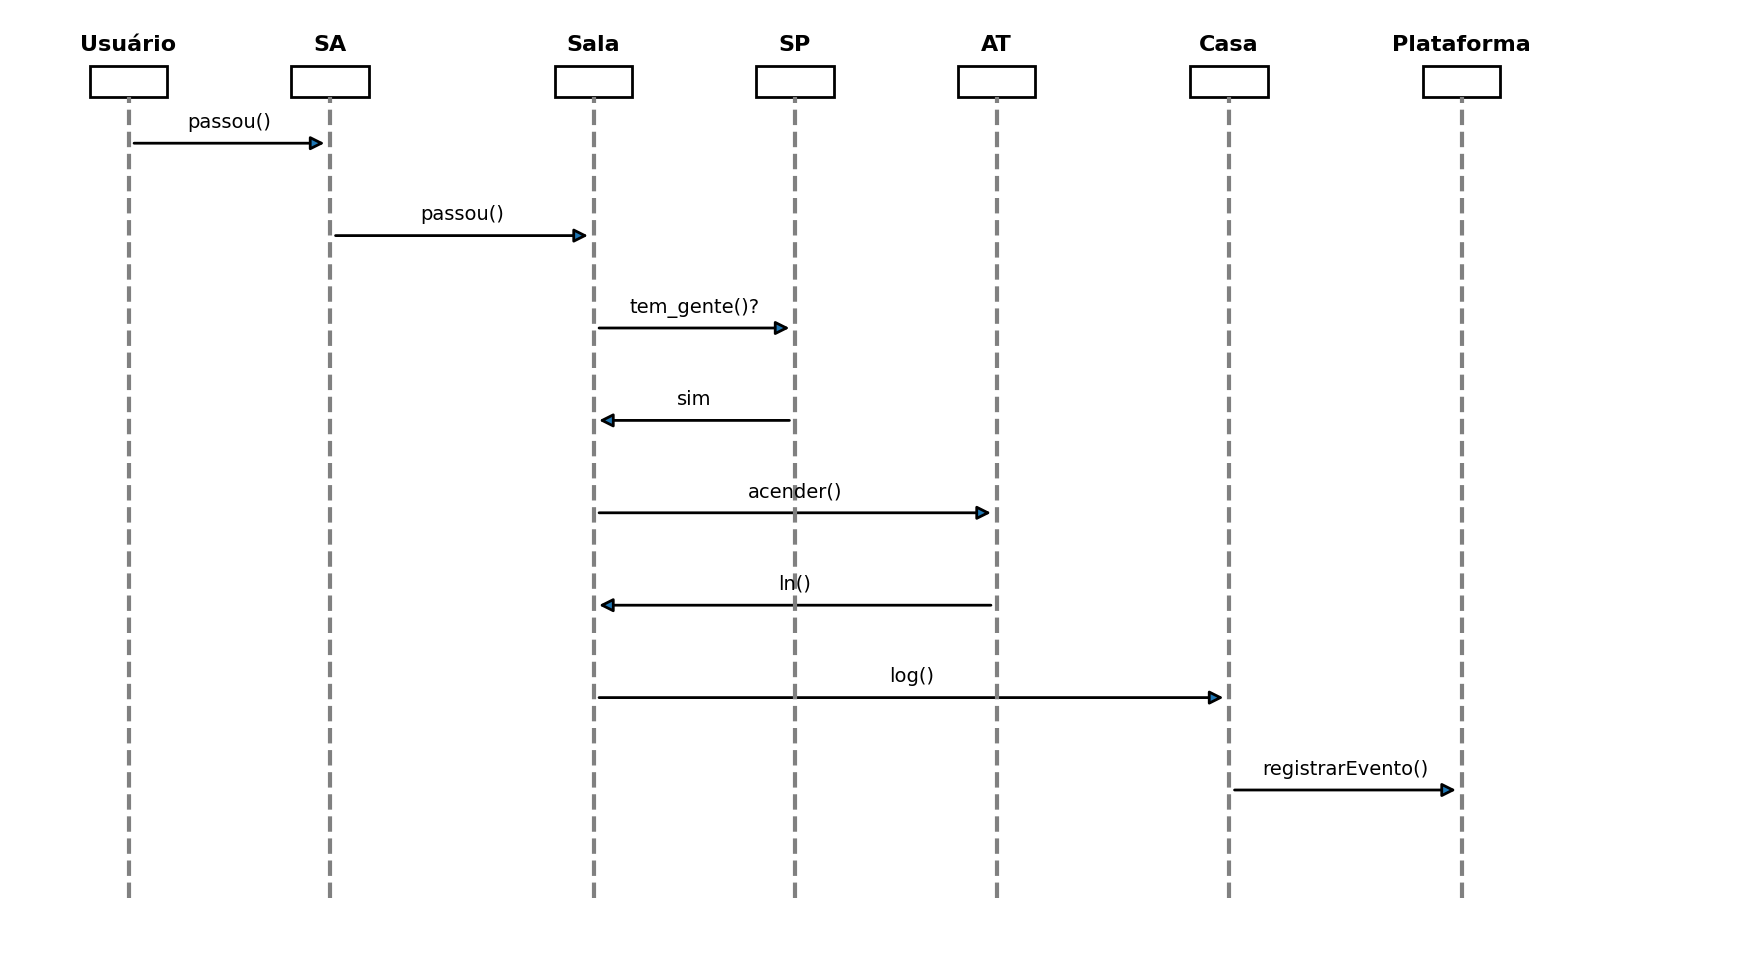 Usuário SA Sala SP AT Casa Plataforma
passou()
passou()
tem_gente()?
sim
acender()
ln()
log()
registrarEvento()